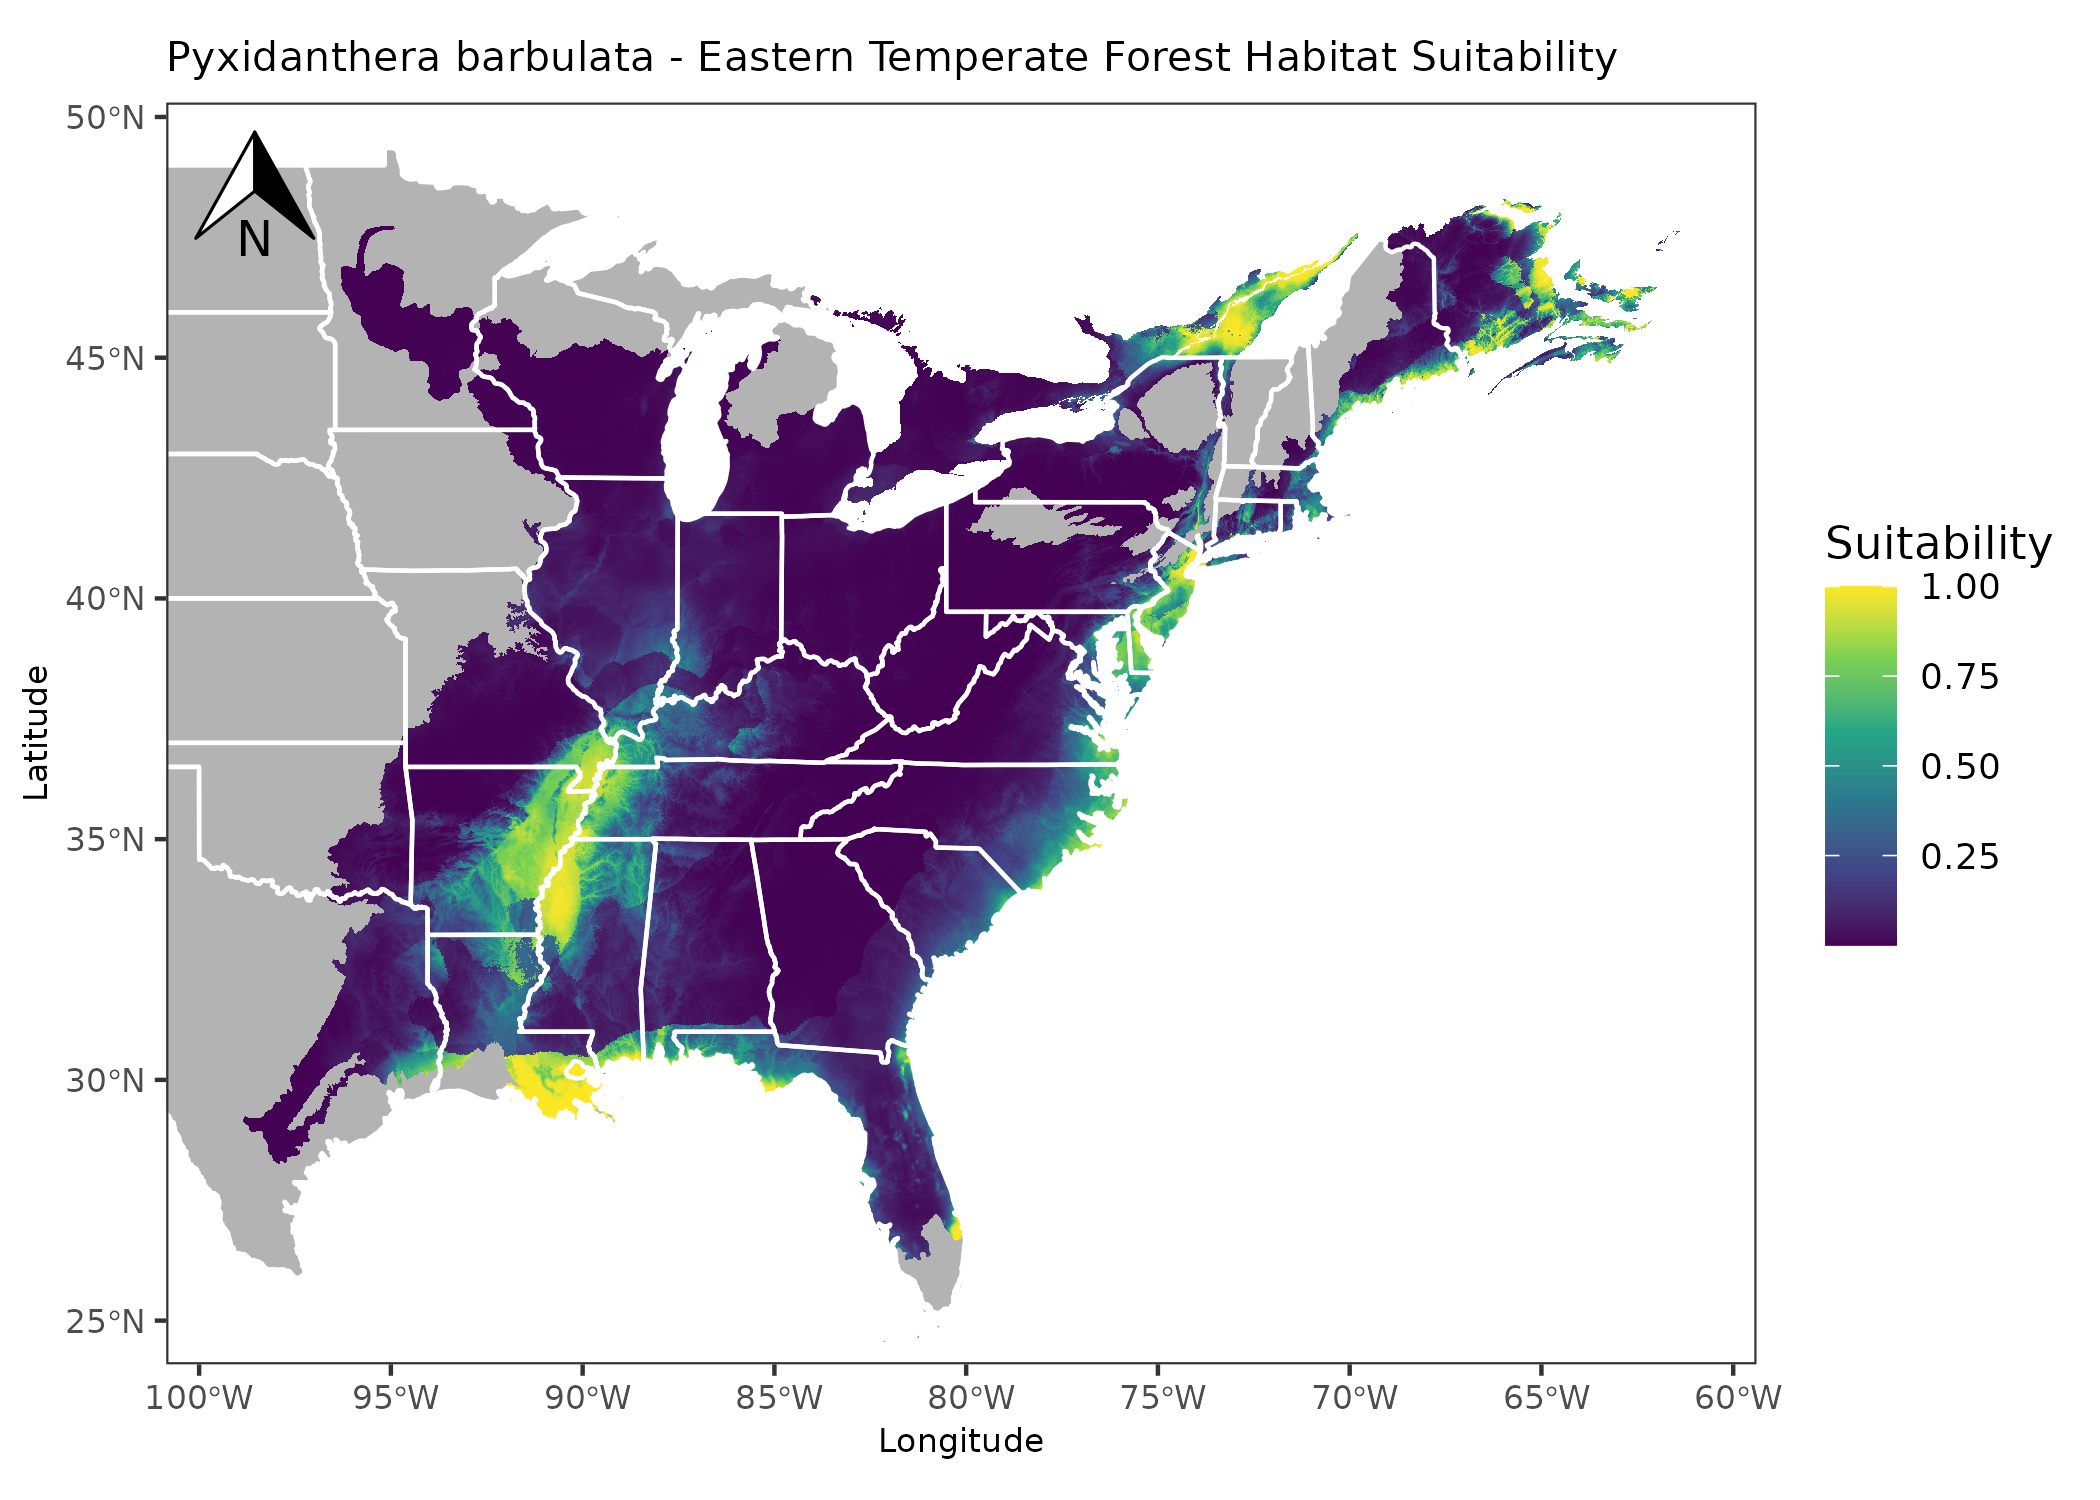 Pyxidanthera barbulata - Eastern Temperate Forest Habitat Suitability
50°N
45°N
40°N
35°N
30°N
25°N
Latitude
N
100°W
95°W
90°W
85°W
80°W
75°W
70°W
65°W
60°W
Longitude
Suitability
1.00
0.75
0.50
0.25